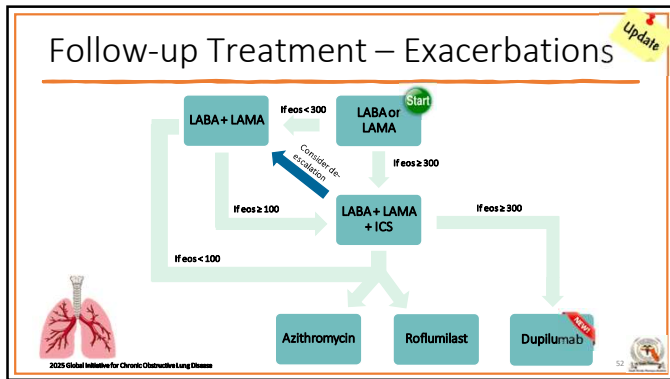 Update
Follow-up Treatment – Exacerbations
Start
LABA + LAMA
If eos < 300
LABA or
LAMA
Consider de-
escalation
If eos ≥ 300
If eos ≥ 100
LABA + LAMA
+ ICS
If eos ≥ 300
If eos < 100
Azithromycin
Roflumilast
Dupilumab
NEW!
2025 Global Initiative for Chronic Obstructive Lung Disease
52